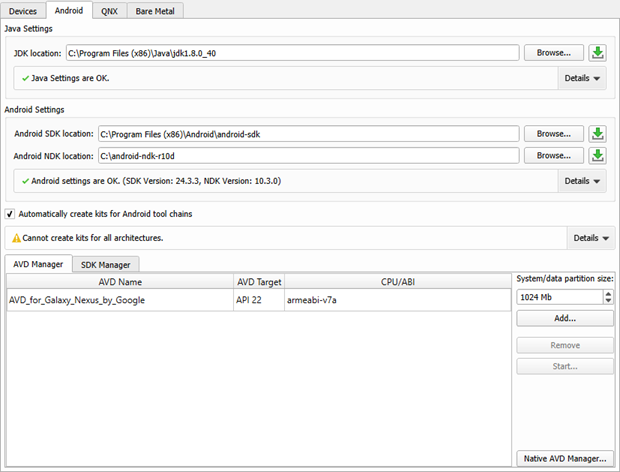 Devices Android QNX Bare Metal
Java Settings
JDK location: C:\Program Files (x86)\Java\jdk1.8.0_40 Browse...
Java Settings are OK. Details
Android Settings
Android SDK location: C:\Program Files (x86)\Android\android-sdk Browse...
Android NDK location: C:\android-ndk-r10d Browse...
Android settings are OK. (SDK Version: 24.3.3, NDK Version: 10.3.0) Details
Automatically create kits for Android tool chains
Cannot create kits for all architectures. Details
AVD Manager SDK Manager
AVD Name AVD Target CPU/ABI
AVD_for_Galaxy_Nexus_by_Google API 22 armeabi-v7a
System/data partition size:
1024 Mb
Add...
Remove
Start...
Native AVD Manager...